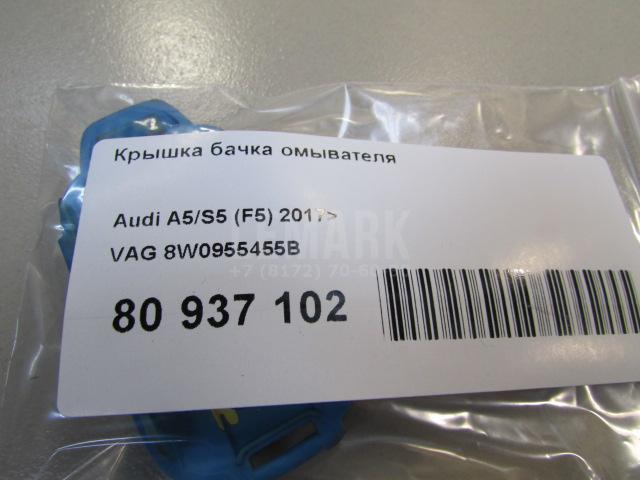 Крышка бачка омывателя
Audi A5/S5 (F5) 2017>
VAG 8W0955455B
80 937 102